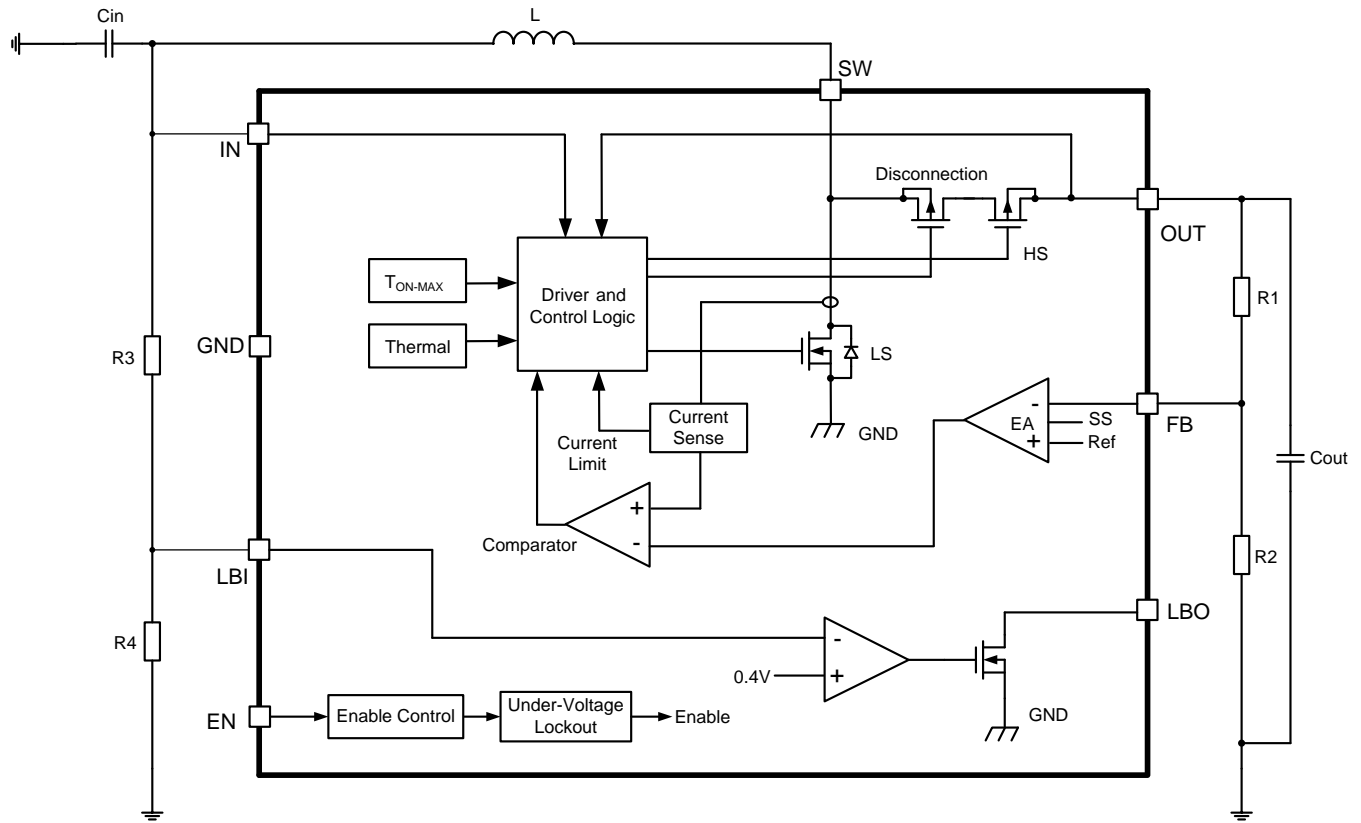 Cin
L
SW
IN
Disconnection
OUT
HS
T_ON-MAX
Driver and
Control Logic
R1
Thermal
GND
R3
LS
Current
Sense
GND
EA
-
SS
+
Ref
FB
Current
Limit
Cout
+
-
Comparator
LBI
R2
LBO
R4
-
0.4V
+
EN
Enable Control
Under-Voltage
Lockout
Enable
GND